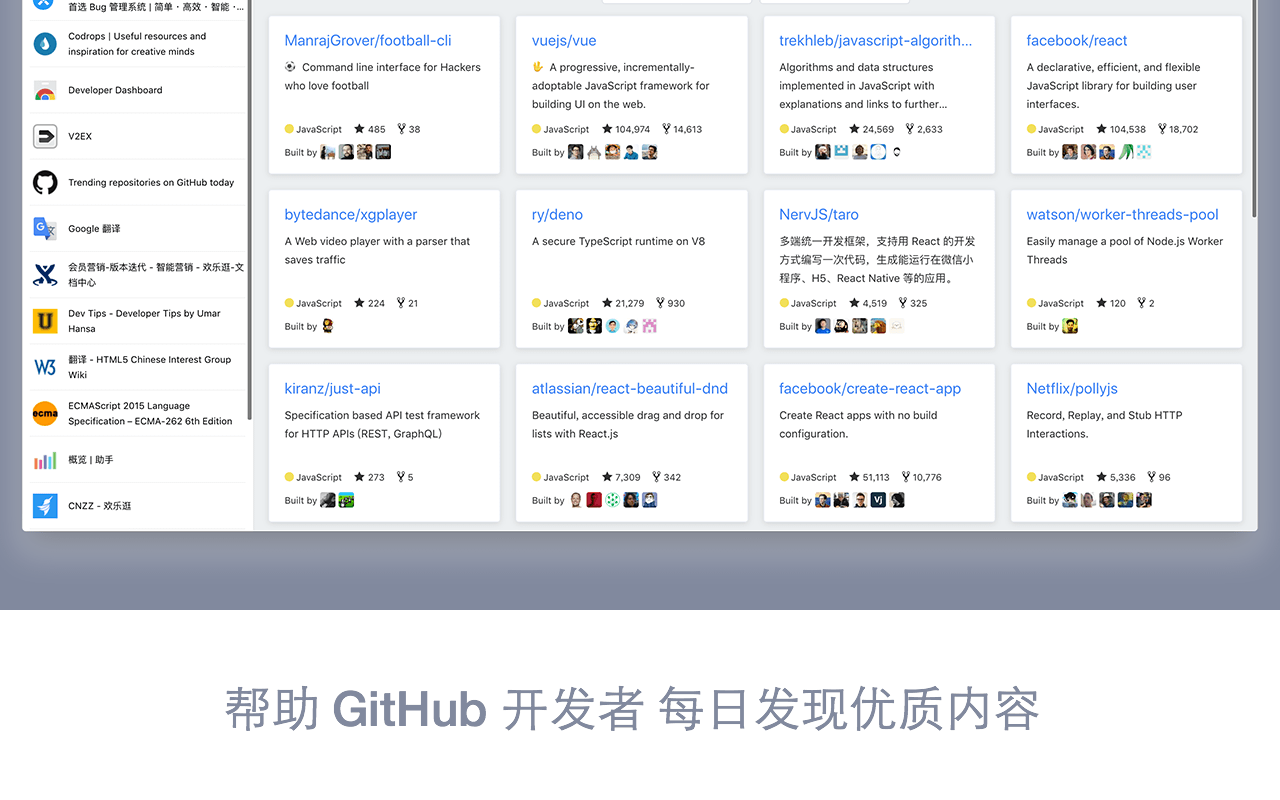 首选 Bug 管理系统 | 简单・高效・智能・...
Codrops | Useful resources and
inspiration for creative minds
Developer Dashboard
V2EX
Trending repositories on GitHub today
Google 翻译
会员营销-版本迭代 - 智能营销 - 欢乐逛-文
档中心
Dev Tips - Developer Tips by Umar
Hansa
翻译 - HTML5 Chinese Interest Group
Wiki
ECMAScript 2015 Language
Specification – ECMA-262 6th Edition
概览 | 助手
CNZZ - 欢乐逛
G
U
W3
ecma
ManrajGrover/football-cli
Command line interface for Hackers
who love football
JavaScript 485 38
Built by
vuejs/vue
A progressive, incrementally-
adoptable JavaScript framework for
building UI on the web.
JavaScript 104,974 14,613
Built by
trekhleb/javascript-algorith...
Algorithms and data structures
implemented in JavaScript with
explanations and links to further...
JavaScript 24,569 2,633
Built by
facebook/react
A declarative, efficient, and flexible
JavaScript library for building user
interfaces.
JavaScript 104,538 18,702
Built by
bytedance/xgplayer
A Web video player with a parser that
saves traffic
JavaScript 224 21
Built by
ry/deno
A secure TypeScript runtime on V8
JavaScript 21,279 930
Built by
NervJS/taro
多端统一开发框架，支持用 React 的开发
方式编写一次代码，生成能运行在微信小
程序、H5、React Native 等的应用。
JavaScript 4,519 325
Built by
watson/worker-threads-pool
Easily manage a pool of Node.js Worker
Threads
JavaScript 120 2
Built by
kiranz/just-api
Specification based API test framework
for HTTP APIs (REST, GraphQL)
JavaScript 273 5
Built by
atlassian/react-beautiful-dnd
Beautiful, accessible drag and drop for
lists with React.js
JavaScript 7,309 342
Built by
facebook/create-react-app
Create React apps with no build
configuration.
JavaScript 51,113 10,776
Built by
Netflix/pollyjs
Record, Replay, and Stub HTTP
Interactions.
JavaScript 5,336 96
Built by
帮助 GitHub 开发者 每日发现优质内容